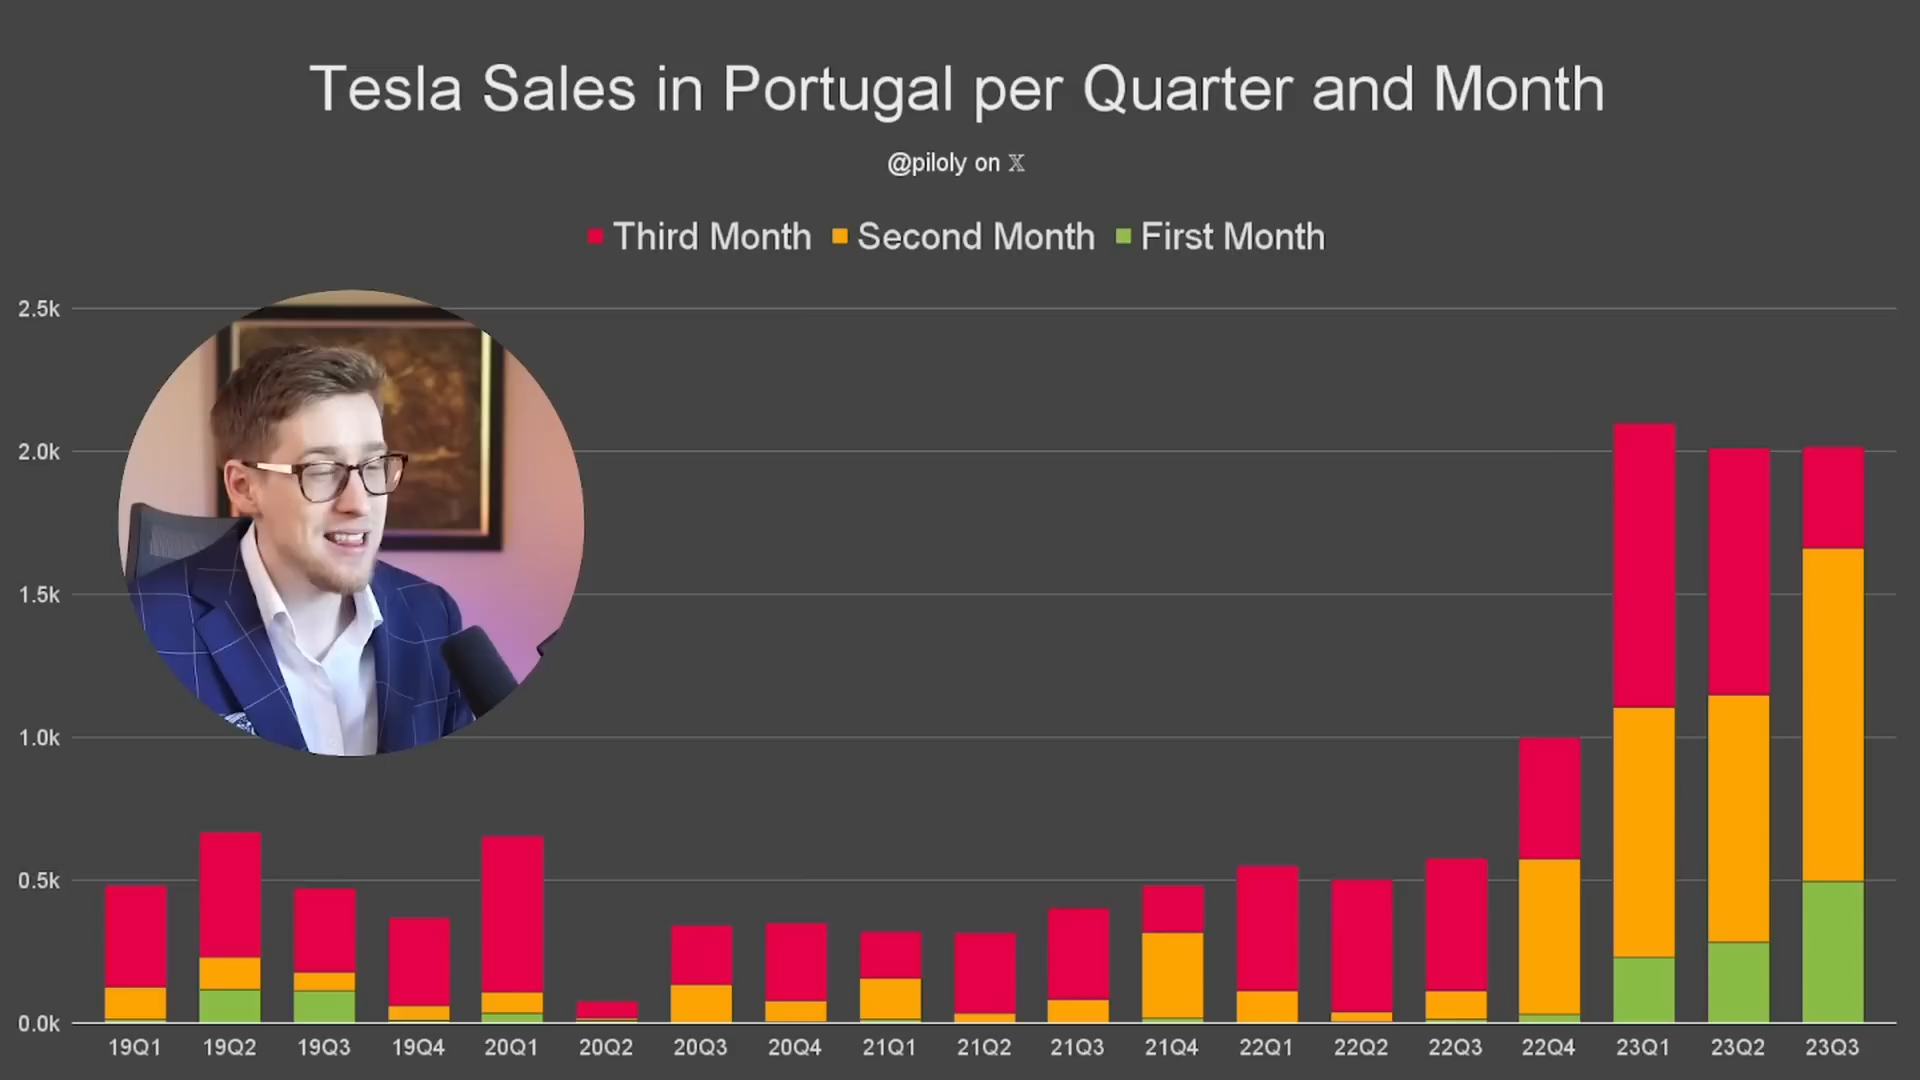 Tesla Sales in Portugal per Quarter and Month
@piloly on 𝕏
Third Month Second Month First Month
2.5k
2.0k
1.5k
1.0k
0.5k
0.0k
19Q1 19Q2 19Q3 19Q4 20Q1 20Q2 20Q3 20Q4 21Q1 21Q2 21Q3 21Q4 22Q1 22Q2 22Q3 22Q4 23Q1 23Q2 23Q3